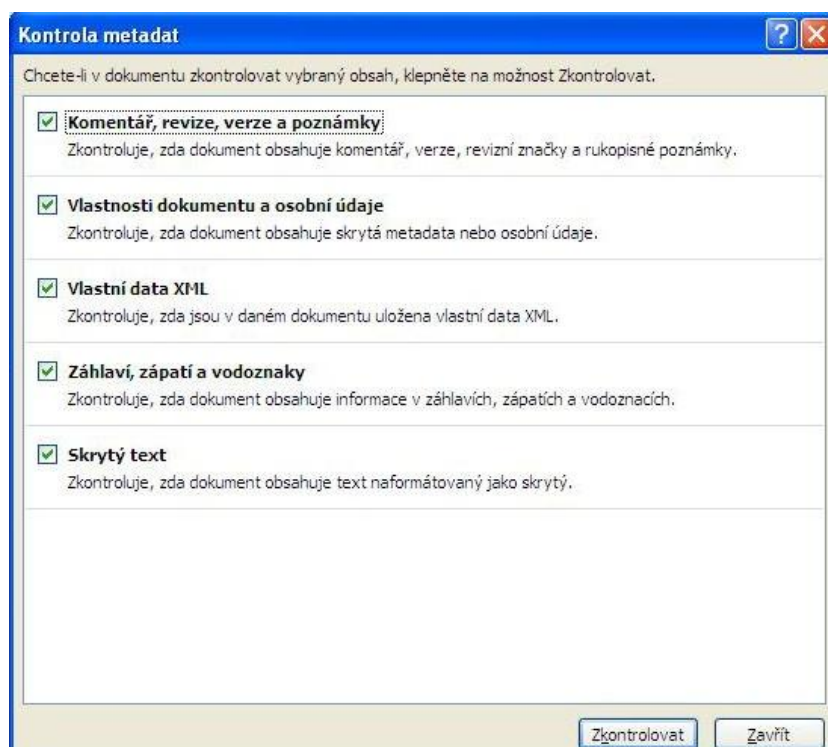 Kontrola metadat
Chcete-li v dokumentu zkontrolovat vybraný obsah, klepněte na možnost Zkontrolovat.
Komentář, revize, verze a poznámky
Zkontroluje, zda dokument obsahuje komentář, verze, revizní značky a rukopisné poznámky.
Vlastnosti dokumentu a osobní údaje
Zkontroluje, zda dokument obsahuje skrytá metadata nebo osobní údaje.
Vlastní data XML
Zkontroluje, zda jsou v daném dokumentu uložena vlastní data XML.
Záhlaví, zápatí a vodoznaky
Zkontroluje, zda dokument obsahuje informace v záhlavích, zápatích a vodoznacích.
Skrytý text
Zkontroluje, zda dokument obsahuje text naformátovaný jako skrytý.
Zkontrolovat Zavřít